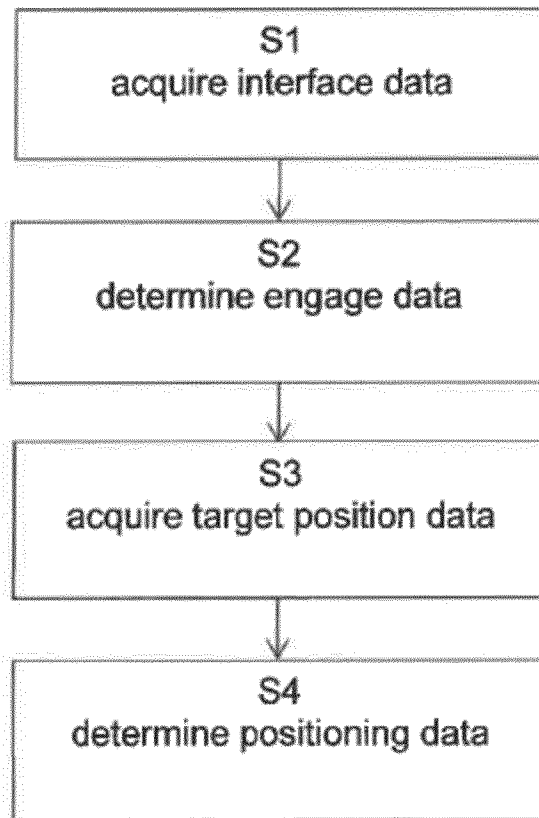 S1
acquire interface data
S2
determine engage data
S3
acquire target position data
S4
determine positioning data